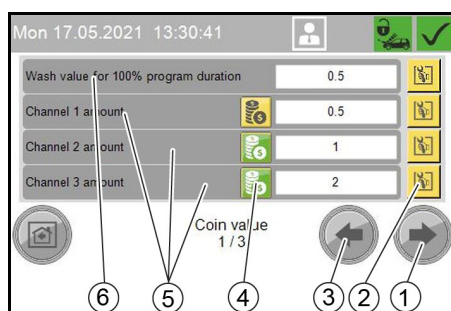 Mon 17.05.2021 13:30:41
Wash value for 100% program duration 0.5
Channel 1 amount 0.5
Channel 2 amount 1
Channel 3 amount 2
Coin value
1 / 3
6 5 4 3 2 1